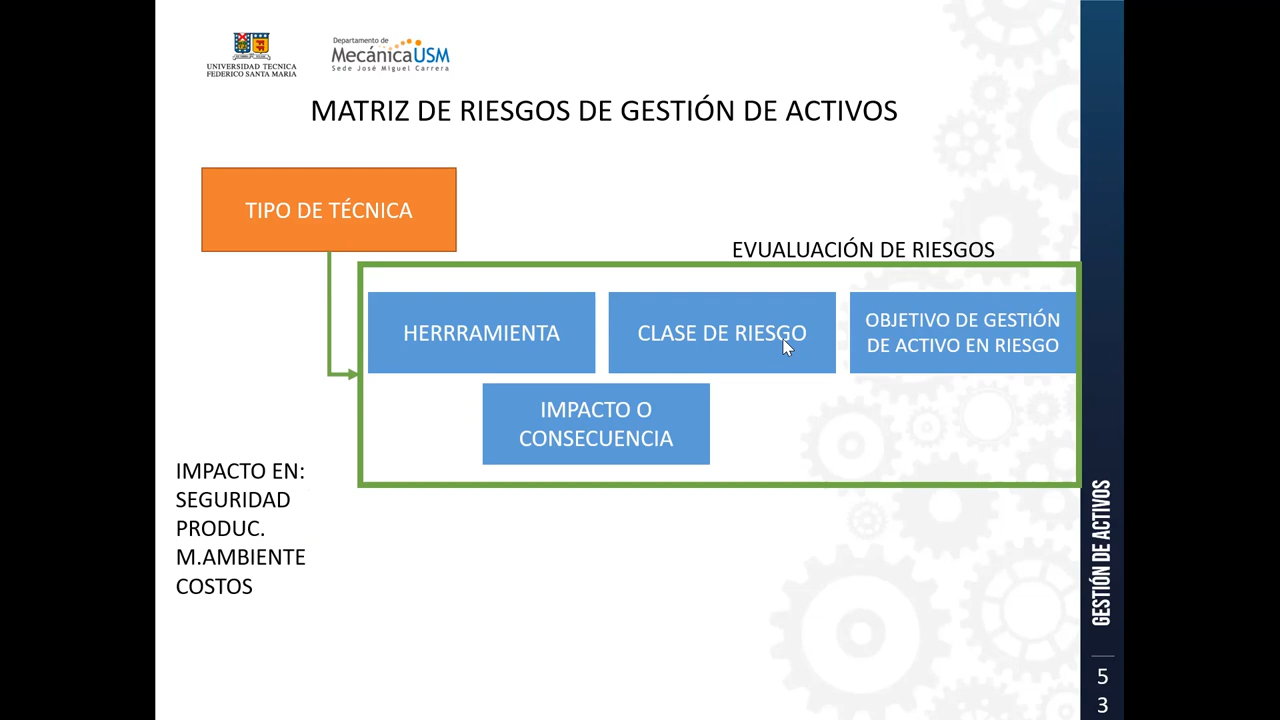 UNIVERSIDAD TECNICA
FEDERICO SANTA MARIA
Departamento de
MecánicaUSM
Sede José Miguel Carrera
MATRIZ DE RIESGOS DE GESTIÓN DE ACTIVOS
TIPO DE TÉCNICA
EVUALUACIÓN DE RIESGOS
HERRRAMIENTA
CLASE DE RIESGO
OBJETIVO DE GESTIÓN
DE ACTIVO EN RIESGO
IMPACTO O
CONSECUENCIA
IMPACTO EN:
SEGURIDAD
PRODUC.
M.AMBIENTE
COSTOS
GESTIÓN DE ACTIVOS
5
3